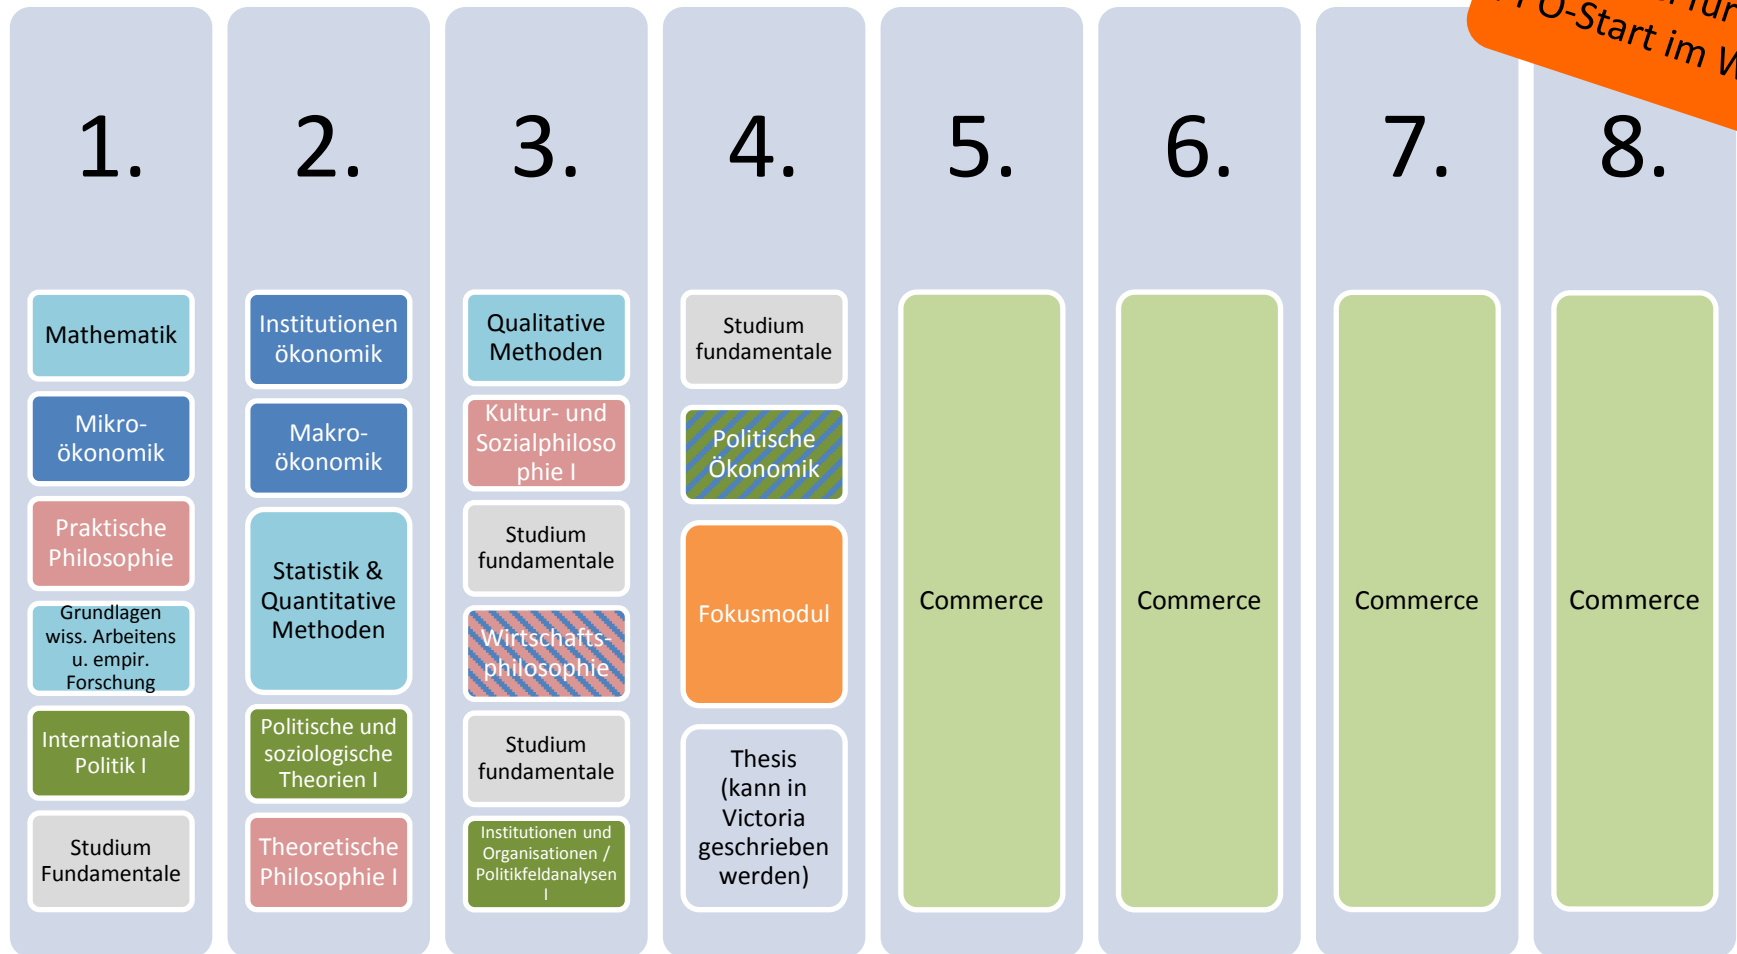 O-Start im
1.
2.
3.
4.
5.
6.
7.
8.
Mathematik
Mikro-
ökonomik
Praktische
Philosophie
Grundlagen
wiss. Arbeitens
u. empir.
Forschung
Internationale
Politik I
Studium
Fundamentale
Institutionen
ökonomik
Makro-
ökonomik
Statistik &
Quantitative
Methoden
Politische und
soziologische
Theorien I
Theoretische
Philosophie I
Qualitative
Methoden
Kultur- und
Sozialphiloso
phie I
Studium
fundamentale
Wirtschafts-
philosophie
Studium
fundamentale
Institutionen und
Organisationen /
Politikfeldanalysen
I
Studium
fundamentale
Politische
Ökonomik
Fokusmodul
Thesis
(kann in
Victoria
geschrieben
werden)
Commerce
Commerce
Commerce
Commerce